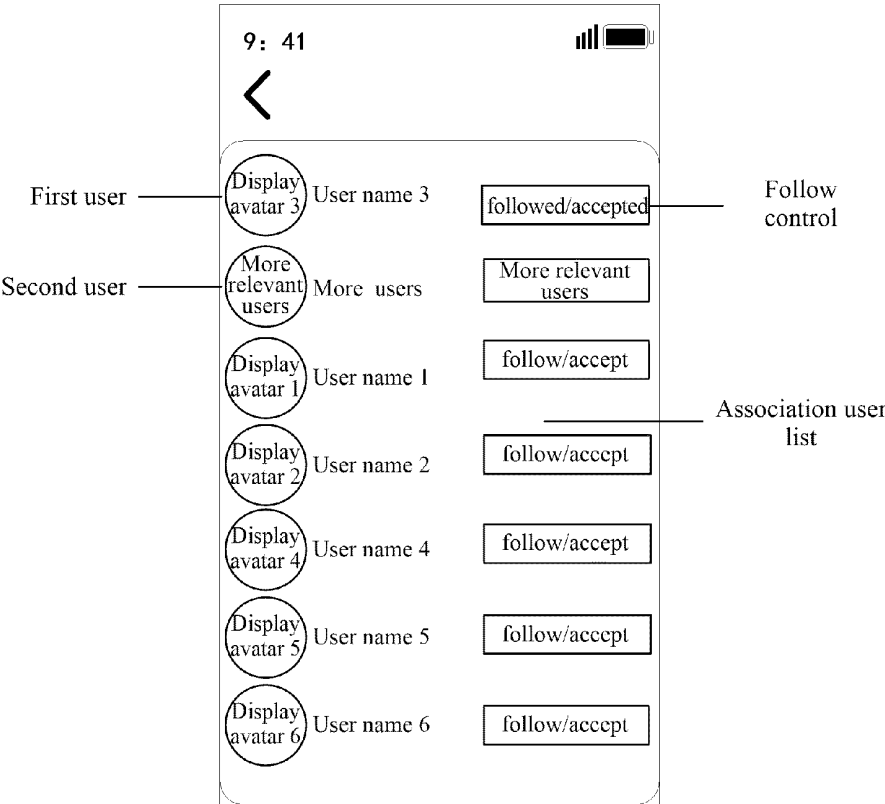 9: 41
First user
Display
avatar 3
User name 3
followed/accepted
Follow
control
Second user
More
relevant
users
More users
More relevant
users
Display
avatar 1
User name 1
follow/accept
Association user
list
Display
avatar 2
User name 2
follow/accept
Display
avatar 4
User name 4
follow/accept
Display
avatar 5
User name 5
follow/accept
Display
avatar 6
User name 6
follow/accept